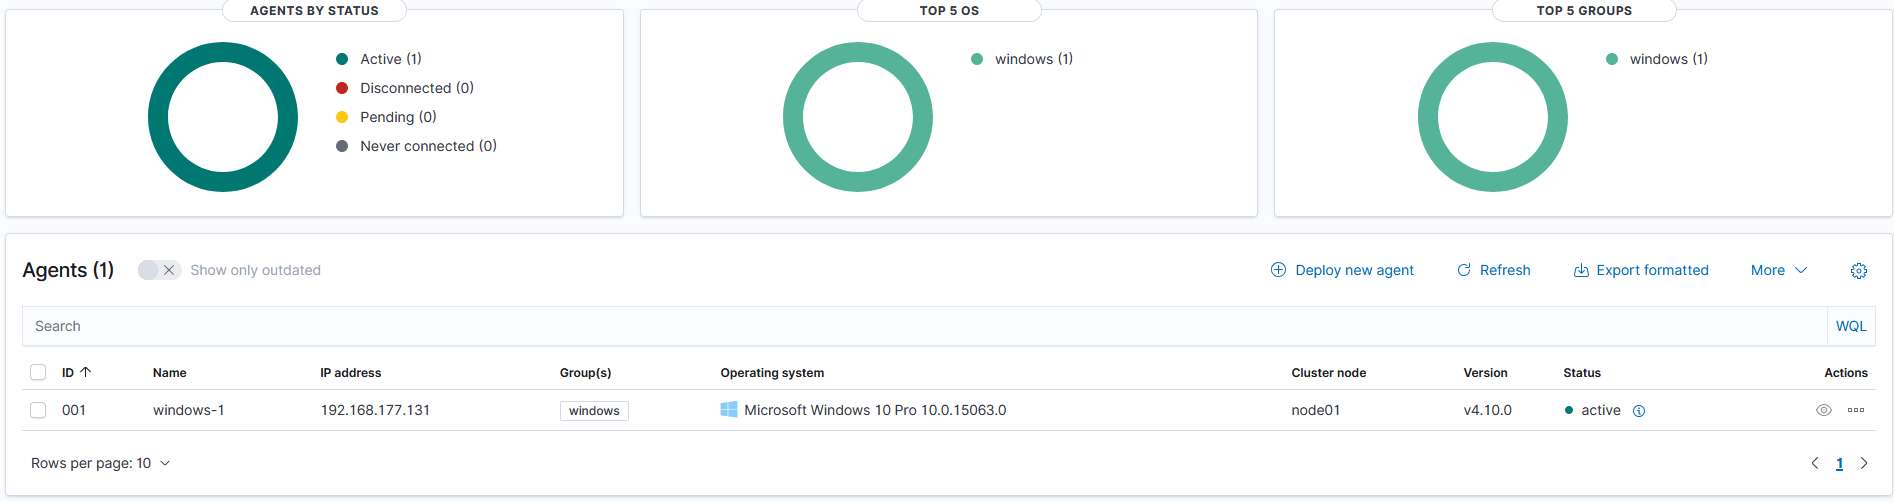 AGENTS BY STATUS
Active (1)
Disconnected (0)
Pending (0)
Never connected (0)
TOP 5 OS
windows (1)
TOP 5 GROUPS
windows (1)
Agents (1) Show only outdated Deploy new agent Refresh Export formatted More
Search WQL
ID Name IP address Group(s) Operating system Cluster node Version Status Actions
001 windows-1 192.168.177.131 windows Microsoft Windows 10 Pro 10.0.15063.0 node01 v4.10.0 active
Rows per page: 10 1